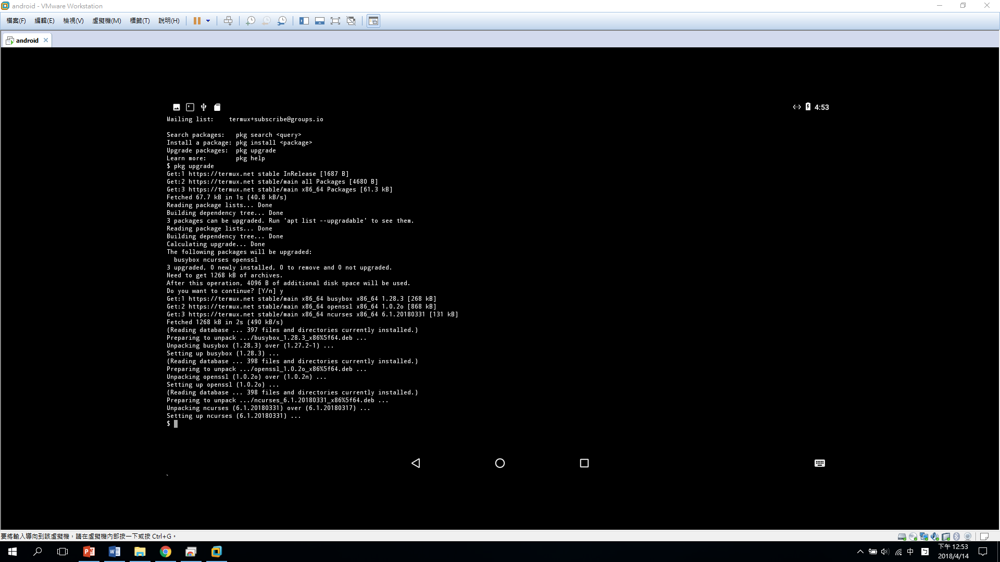 android - VMware Workstation
檔案(F) 編輯(E) 檢視(V) 虛擬機(M) 標籤(T) 說明(H)
android
4:53
Mailing list:    termux+subscribe@groups.io
Search packages:   pkg search <query>
Install a package: pkg install <package>
Upgrade packages:  pkg upgrade
Learn more:        pkg help
$ pkg upgrade
Get:1 https://termux.net stable InRelease [1687 B]
Get:2 https://termux.net stable/main all Packages [4680 B]
Get:3 https://termux.net stable/main x86_64 Packages [61.3 kB]
Fetched 67.7 kB in 1s (40.8 kB/s)
Reading package lists... Done
Building dependency tree... Done
3 packages can be upgraded. Run 'apt list --upgradable' to see them.
Reading package lists... Done
Building dependency tree... Done
Calculating upgrade... Done
The following packages will be upgraded:
  busybox ncurses openssl
3 upgraded, 0 newly installed, 0 to remove and 0 not upgraded.
Need to get 1268 kB of archives.
After this operation, 4096 B of additional disk space will be used.
Do you want to continue? [Y/n] y
Get:1 https://termux.net stable/main x86_64 busybox x86_64 1.28.3 [268 kB]
Get:2 https://termux.net stable/main x86_64 openssl x86_64 1.0.2o [868 kB]
Get:3 https://termux.net stable/main x86_64 ncurses x86_64 6.1.20180331 [131 kB]
Fetched 1268 kB in 2s (490 kB/s)
(Reading database ... 397 files and directories currently installed.)
Preparing to unpack .../busybox_1.28.3_x86%5f64.deb ...
Unpacking busybox (1.28.3) over (1.27.2-1) ...
Setting up busybox (1.28.3) ...
(Reading database ... 398 files and directories currently installed.)
Preparing to unpack .../openssl_1.0.2o_x86%5f64.deb ...
Unpacking openssl (1.0.2o) over (1.0.2n) ...
Setting up openssl (1.0.2o) ...
(Reading database ... 398 files and directories currently installed.)
Preparing to unpack .../ncurses_6.1.20180331_x86%5f64.deb ...
Unpacking ncurses (6.1.20180331) over (6.1.20180317) ...
Setting up ncurses (6.1.20180331) ...
$
要將輸入導向到該虛擬機，請在虛擬機內部按一下或按 Ctrl+G。
中 ㄅ 下午 12:53
2018/4/14